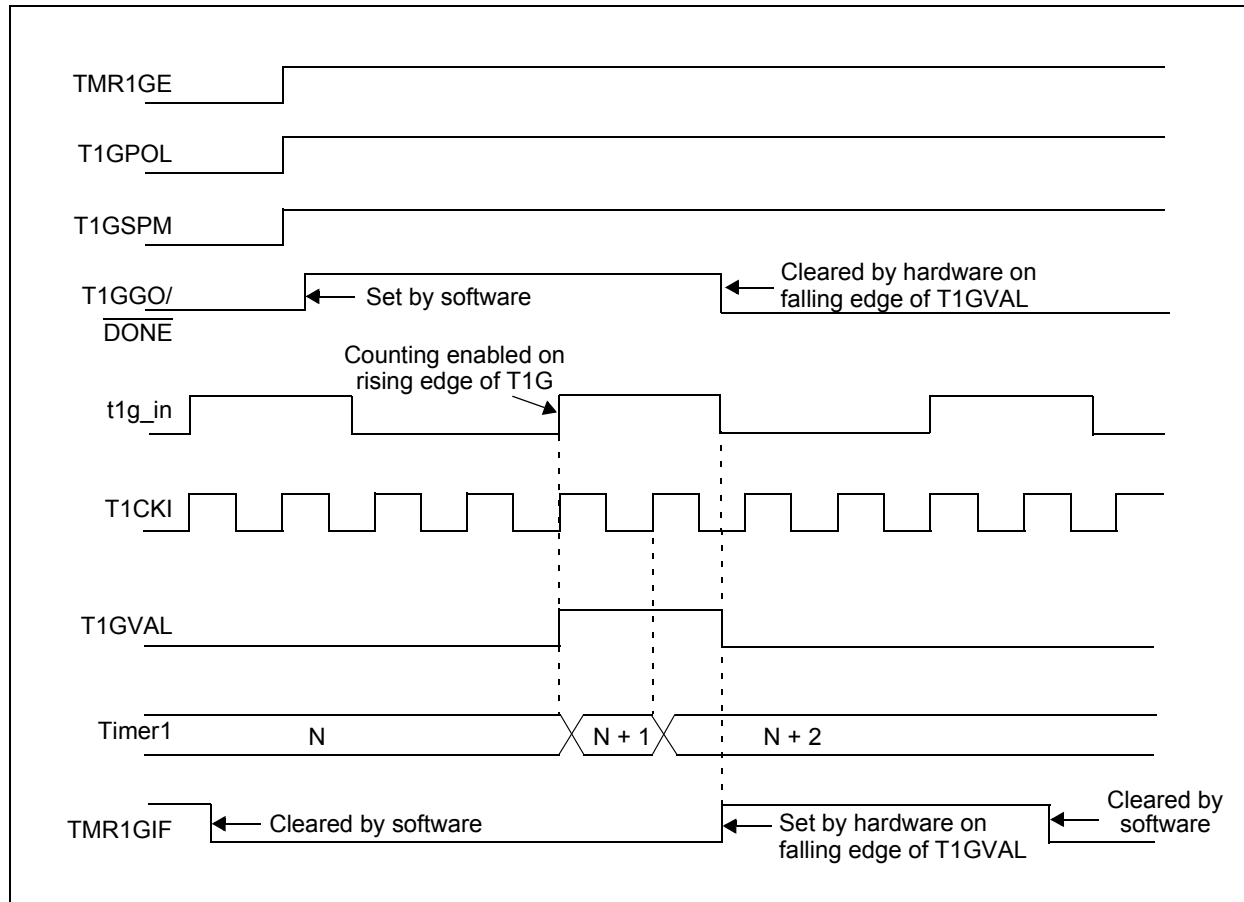 TMR1GE
T1GPOL
T1GSPM
T1GGO/
DONE
Set by software
Cleared by hardware on
falling edge of T1GVAL
Counting enabled on
rising edge of T1G
t1g_in
T1CKI
T1GVAL
Timer1
N
N + 1
N + 2
TMR1GIF
Cleared by software
Set by hardware on
falling edge of T1GVAL
Cleared by
software